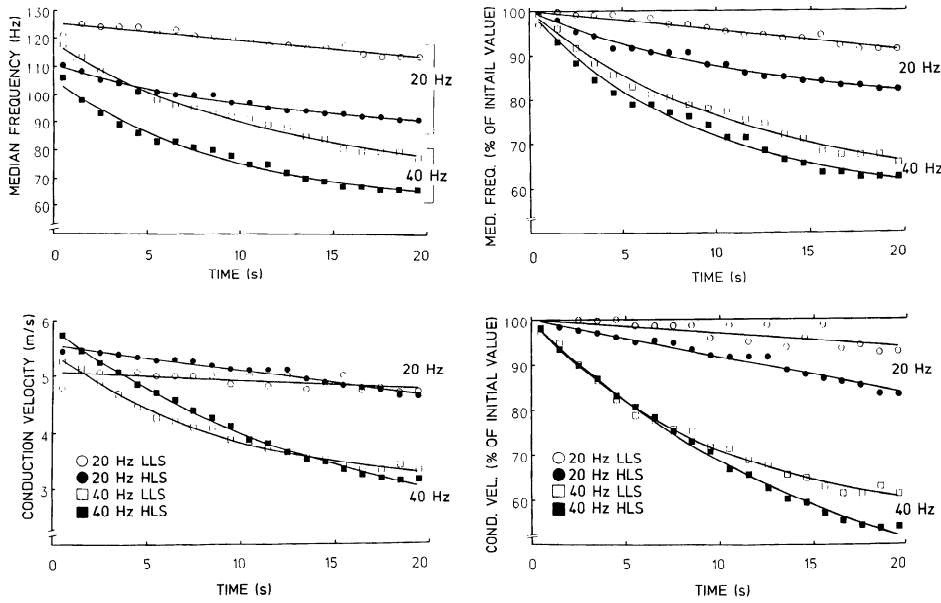 MEDIAN FREQUENCY (Hz)
130
120
110
100
90
80
70
60
20 Hz
40 Hz
0 5 10 15 20
TIME (s)
MED. FREQ. (% OF INITAIL VALUE)
100
90
80
70
60
20 Hz
40 Hz
0 5 10 15 20
TIME (s)
CONDUCTION VELOCITY (m/s)
6
5
4
3
20 Hz
40 Hz
○ 20 Hz LLS
● 20 Hz HLS
□ 40 Hz LLS
■ 40 Hz HLS
0 5 10 15 20
TIME (s)
COND. VEL. (% OF INITIAL VALUE)
100
90
80
70
60
20 Hz
40 Hz
○ 20 Hz LLS
● 20 Hz HLS
□ 40 Hz LLS
■ 40 Hz HLS
0 5 10 15 20
TIME (s)